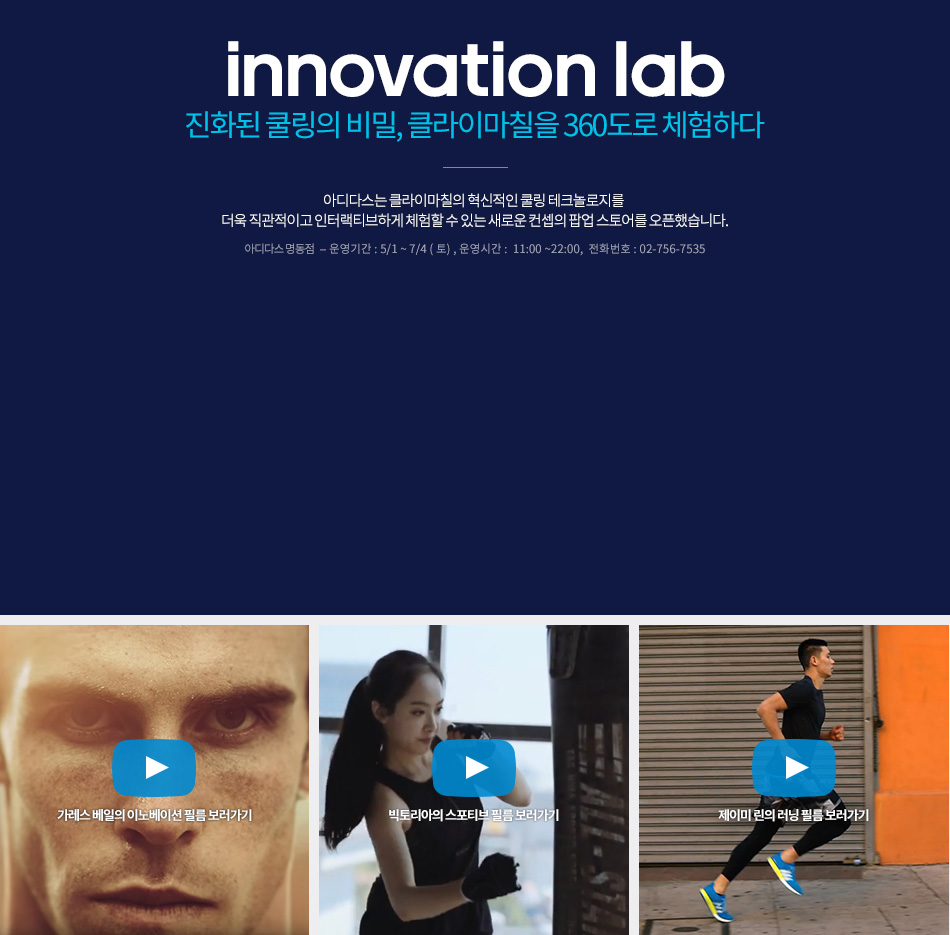 innovation lab
진화된 쿨링의 비밀, 클라이마칠을 360도로 체험하다
아디다스는 클라이마칠의 혁신적인 쿨링 테크놀로지를
더욱 직관적이고 인터랙티브하게 체험할 수 있는 새로운 컨셉의 팝업 스토어를 오픈했습니다.
아디다스 명동점 – 운영기간 : 5/1 ~ 7/4 ( 토) , 운영시간 : 11:00 ~22:00, 전화번호 : 02-756-7535
가레스 베일의 이노베이션 필름 보러가기
빅토리아의 스포티브 필름 보러가기
제이미 린의 러닝 필름 보러가기